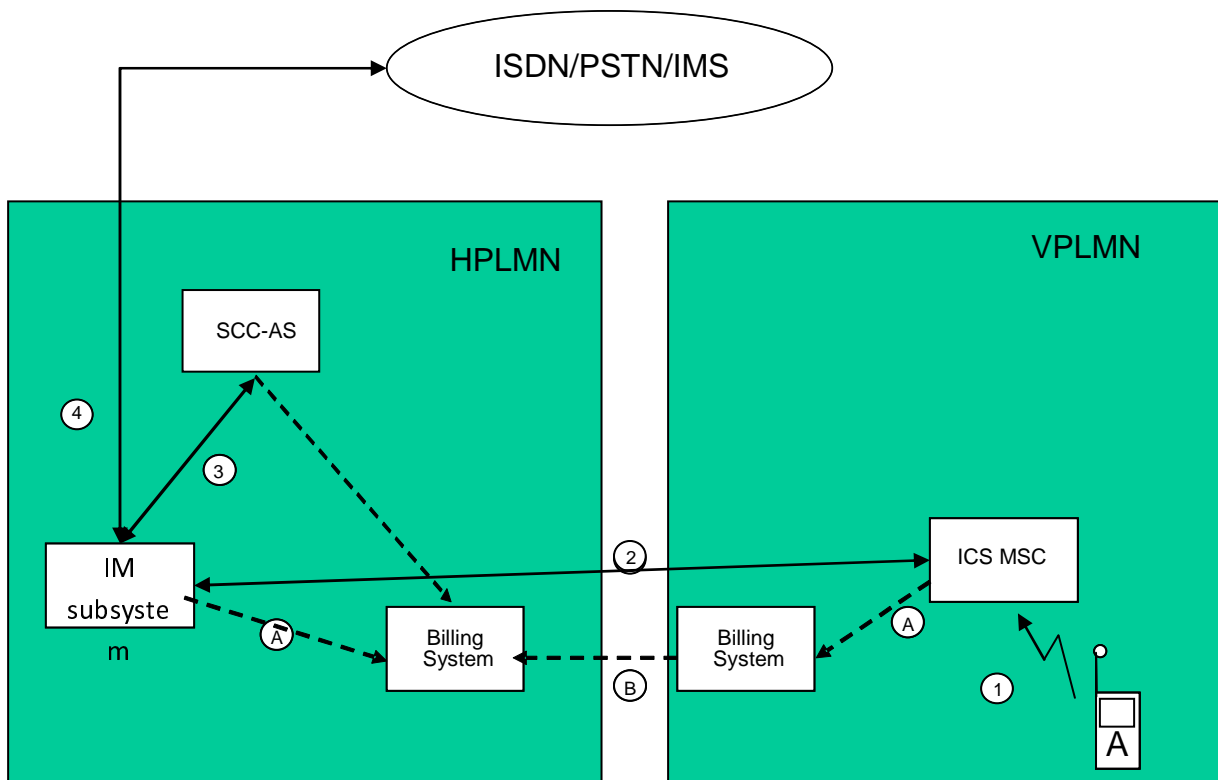 ISDN/PSTN/IMS
HPLMN
VPLMN
SCC-AS
4
3
2
IM
subsyste
m
ICS MSC
A
Billing
System
Billing
System
A
B
1
A